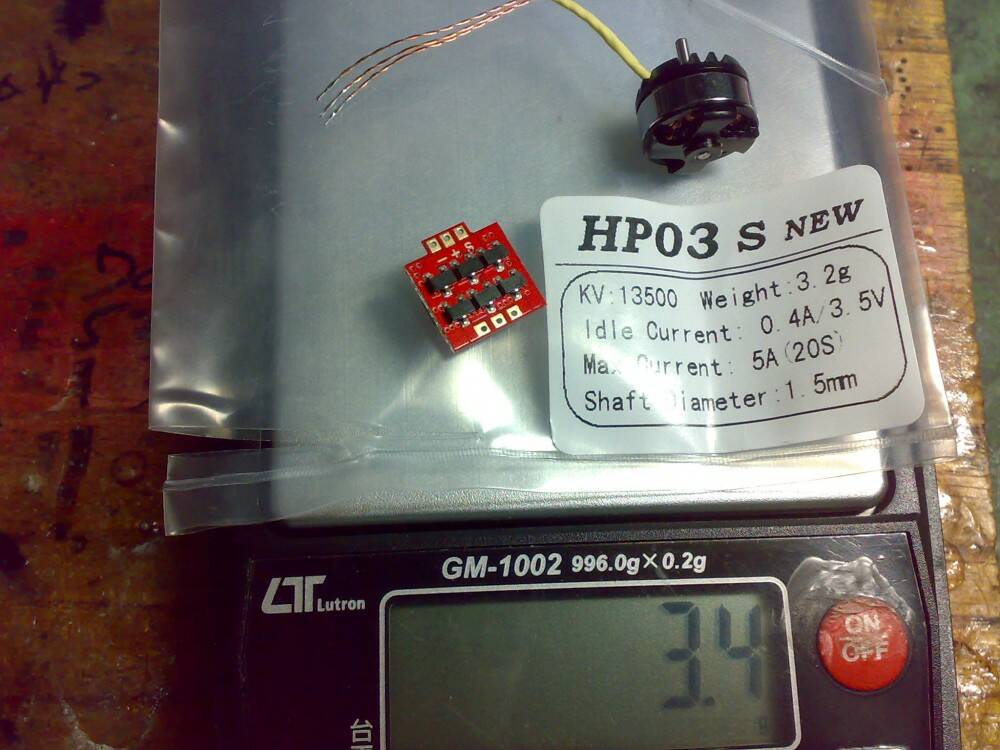 - + S
HP03 S NEW
KV:13500 Weight:3.2g
Idle Current: 0.4A/3.5V
Max Current: 5A(20S)
Shaft Diameter:1.5mm
GM-1002 996.0g×0.2g
Lutron
ON
OFF
3.4
g
台